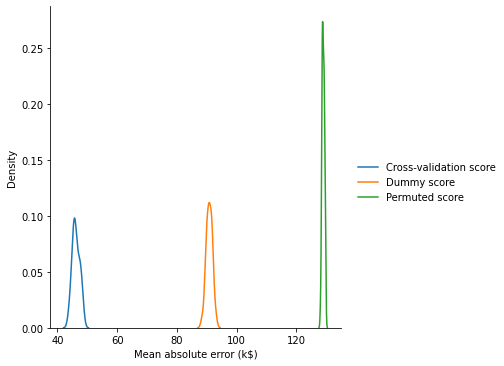 0.25
0.20
0.15
0.10
0.05
0.00
Density
40 60 80 100 120
Mean absolute error (k$)
Cross-validation score
Dummy score
Permuted score